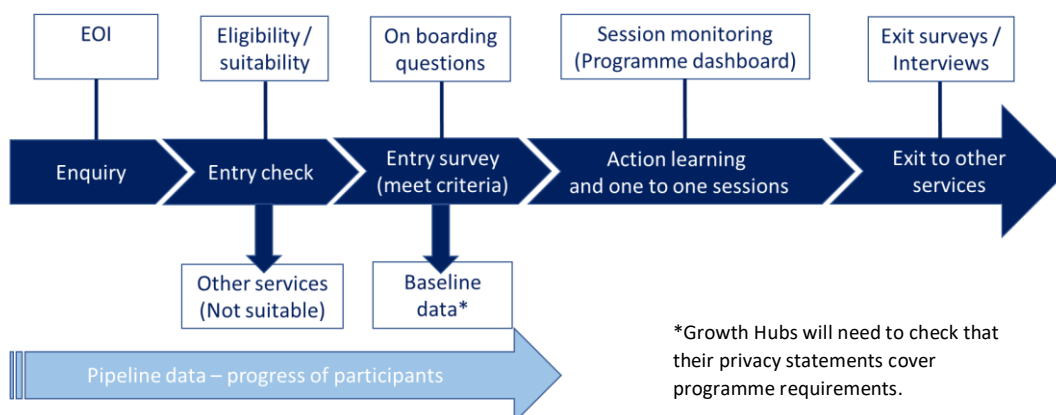 EOI
Eligibility /
suitability
On boarding
questions
Session monitoring
(Programme dashboard)
Exit surveys /
Interviews
Enquiry
Entry check
Entry survey
(meet criteria)
Action learning
and one to one sessions
Exit to other
services
Other services
(Not suitable)
Baseline
data*
Pipeline data – progress of participants
*Growth Hubs will need to check that
their privacy statements cover
programme requirements.